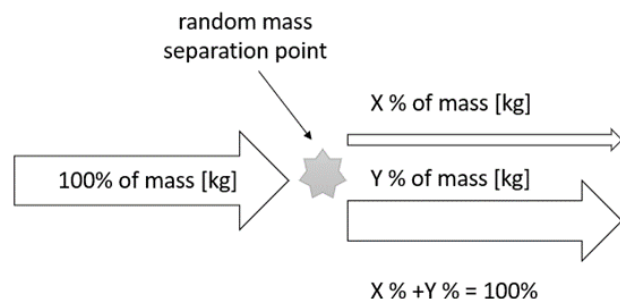 random mass
separation point
X % of mass [kg]
100% of mass [kg]
Y % of mass [kg]
X % +Y % = 100%